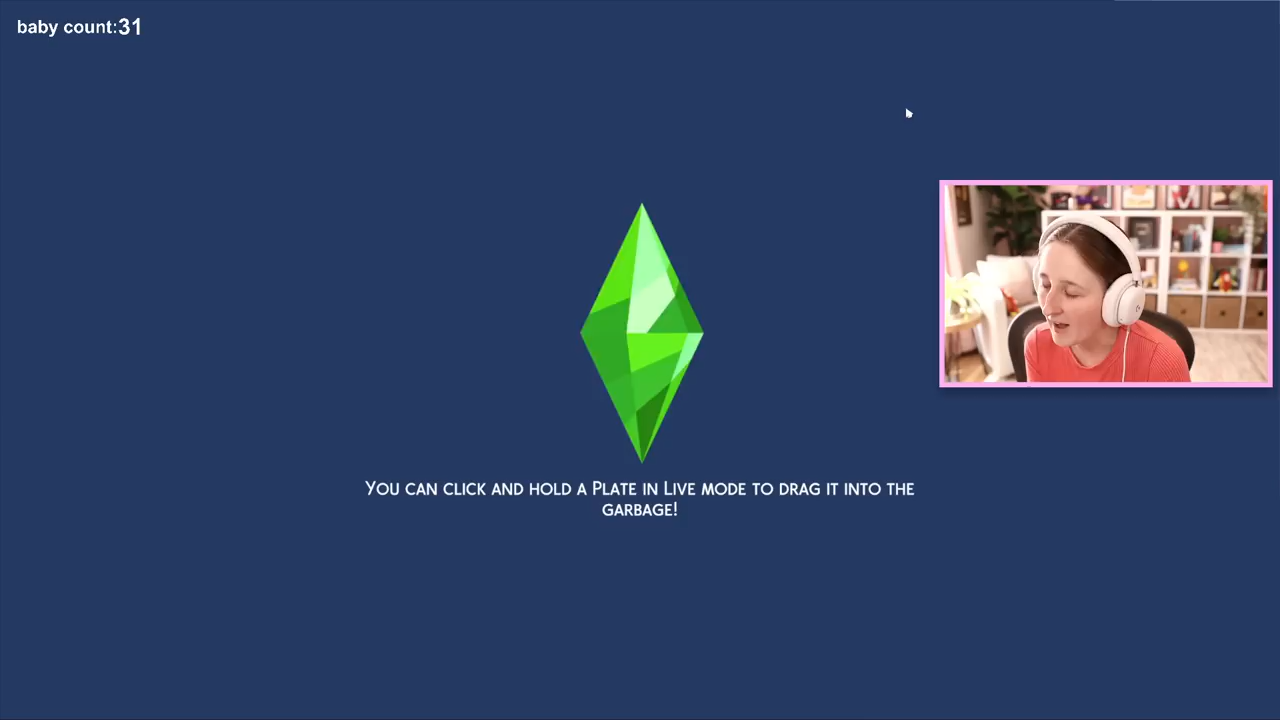 baby count:31
You can click and hold a Plate in Live mode to drag it into the
garbage!